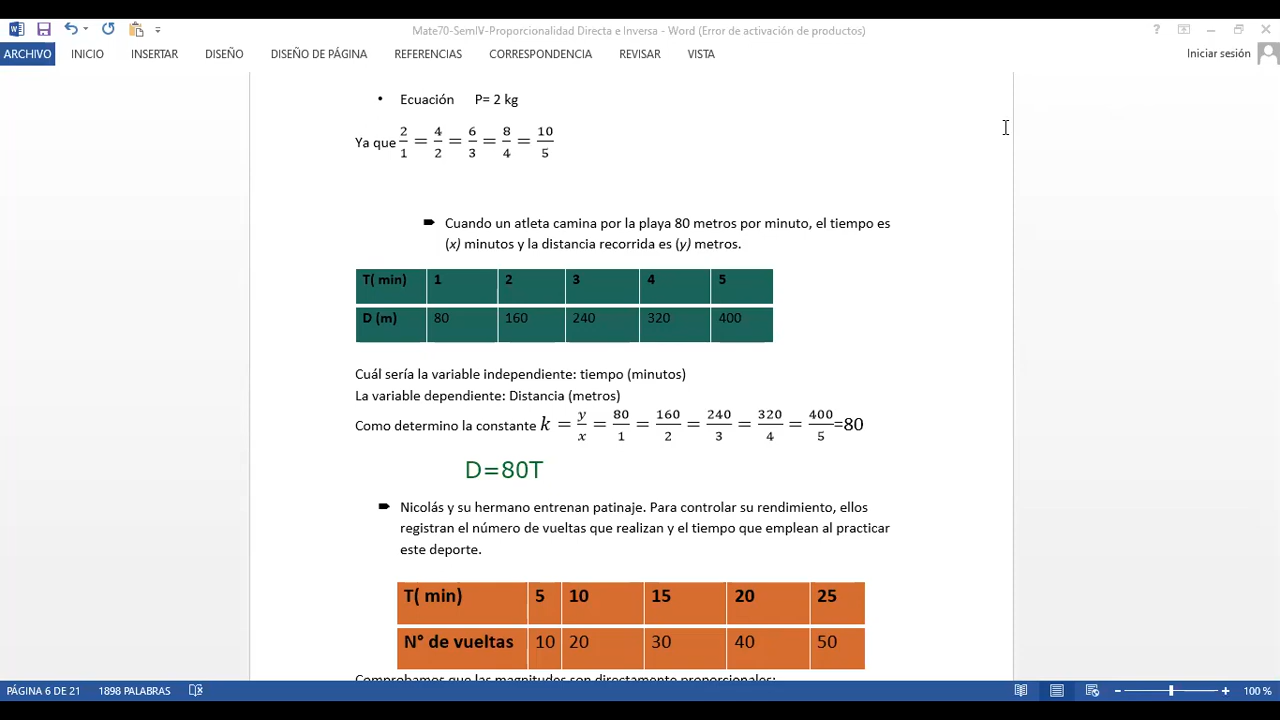 Mate70-SemIV-Proporcionalidad Directa e Inversa - Word (Error de activación de productos)
ARCHIVO INICIO INSERTAR DISEÑO DISEÑO DE PÁGINA REFERENCIAS CORRESPONDENCIA REVISAR VISTA Iniciar sesión
• Ecuación P= 2 kg
Ya que 2/1 = 4/2 = 6/3 = 8/4 = 10/5
Cuando un atleta camina por la playa 80 metros por minuto, el tiempo es
(x) minutos y la distancia recorrida es (y) metros.
T( min) 1 2 3 4 5
D (m) 80 160 240 320 400
Cuál sería la variable independiente: tiempo (minutos)
La variable dependiente: Distancia (metros)
Como determino la constante k = y/x = 80/1 = 160/2 = 240/3 = 320/4 = 400/5 =80
D=80T
Nicolás y su hermano entrenan patinaje. Para controlar su rendimiento, ellos
registran el número de vueltas que realizan y el tiempo que emplean al practicar
este deporte.
T( min) 5 10 15 20 25
N° de vueltas 10 20 30 40 50
Comprobamos que las magnitudes son directamente proporcionales:
PÁGINA 6 DE 21 1898 PALABRAS 100 %